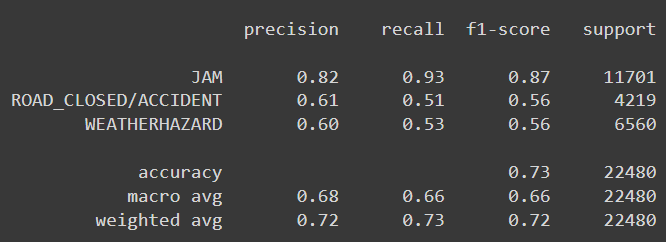 precision recall f1-score support
JAM 0.82 0.93 0.87 11701
ROAD_CLOSED/ACCIDENT 0.61 0.51 0.56 4219
WEATHERHAZARD 0.60 0.53 0.56 6560
accuracy 0.73 22480
macro avg 0.68 0.66 0.66 22480
weighted avg 0.72 0.73 0.72 22480